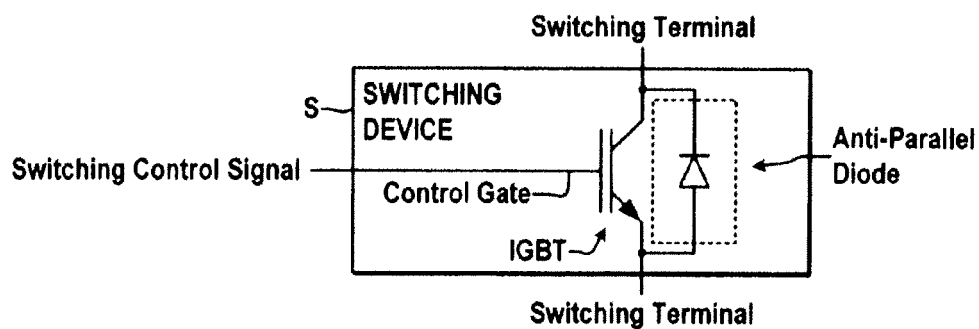 Switching Terminal
S
SWITCHING
DEVICE
Anti-Parallel
Diode
Switching Control Signal
Control Gate
IGBT
Switching Terminal